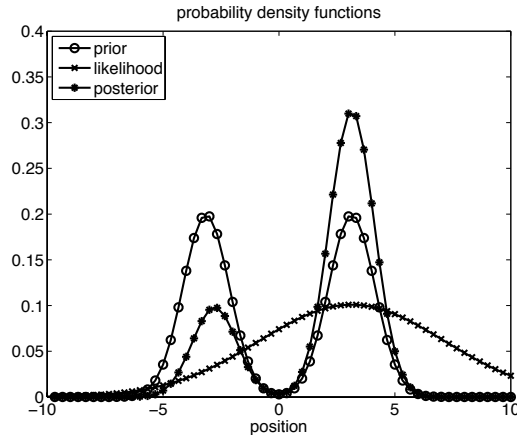 probability density functions
0.4
0.35
0.3
0.25
0.2
0.15
0.1
0.05
0
prior
likelihood
posterior
−10 −5 0 5 10
position